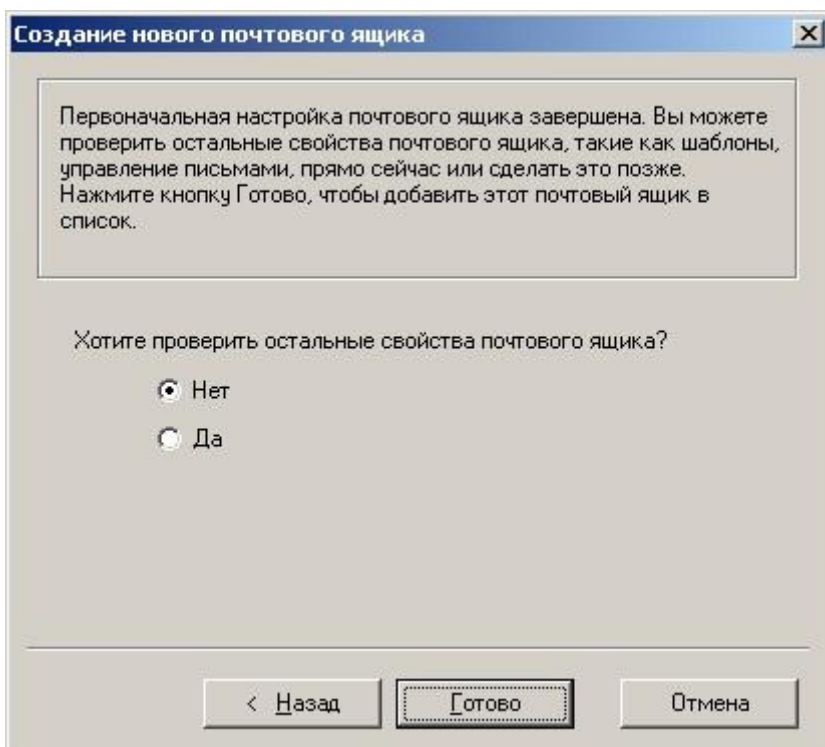 Создание нового почтового ящика
Первоначальная настройка почтового ящика завершена. Вы можете
проверить остальные свойства почтового ящика, такие как шаблоны,
управление письмами, прямо сейчас или сделать это позже.
Нажмите кнопку Готово, чтобы добавить этот почтовый ящик в
список.
Хотите проверить остальные свойства почтового ящика?
Нет
Да
< Назад
Готово
Отмена